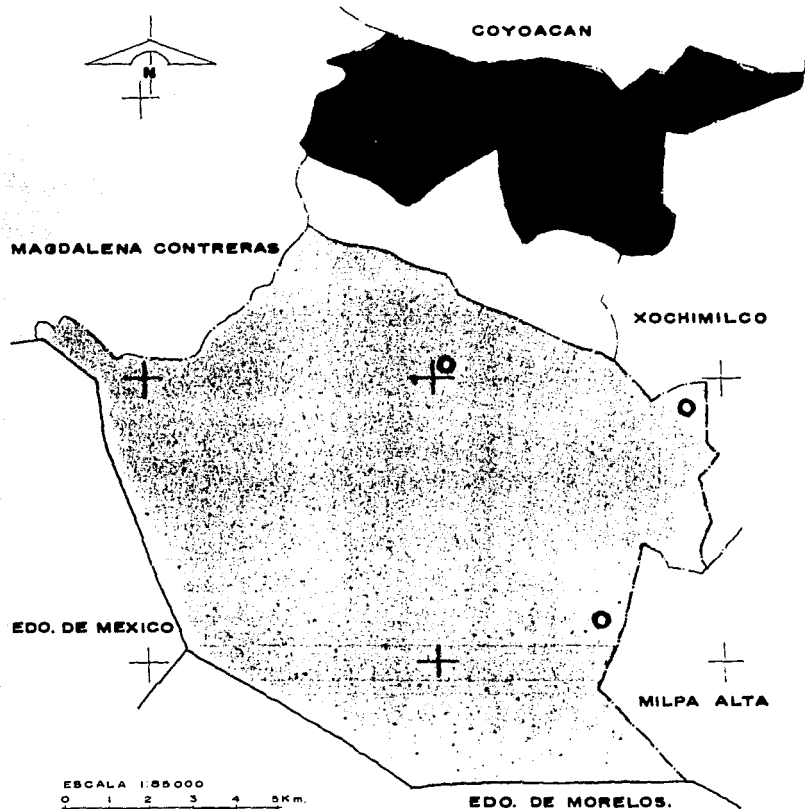 COYOACAN
N
MAGDALENA CONTRERAS
XOCHIMILCO
EDO. DE MEXICO
MILPA ALTA
ESCALA 1:85000
0 1 2 3 4 5Km.
EDO. DE MORELOS.